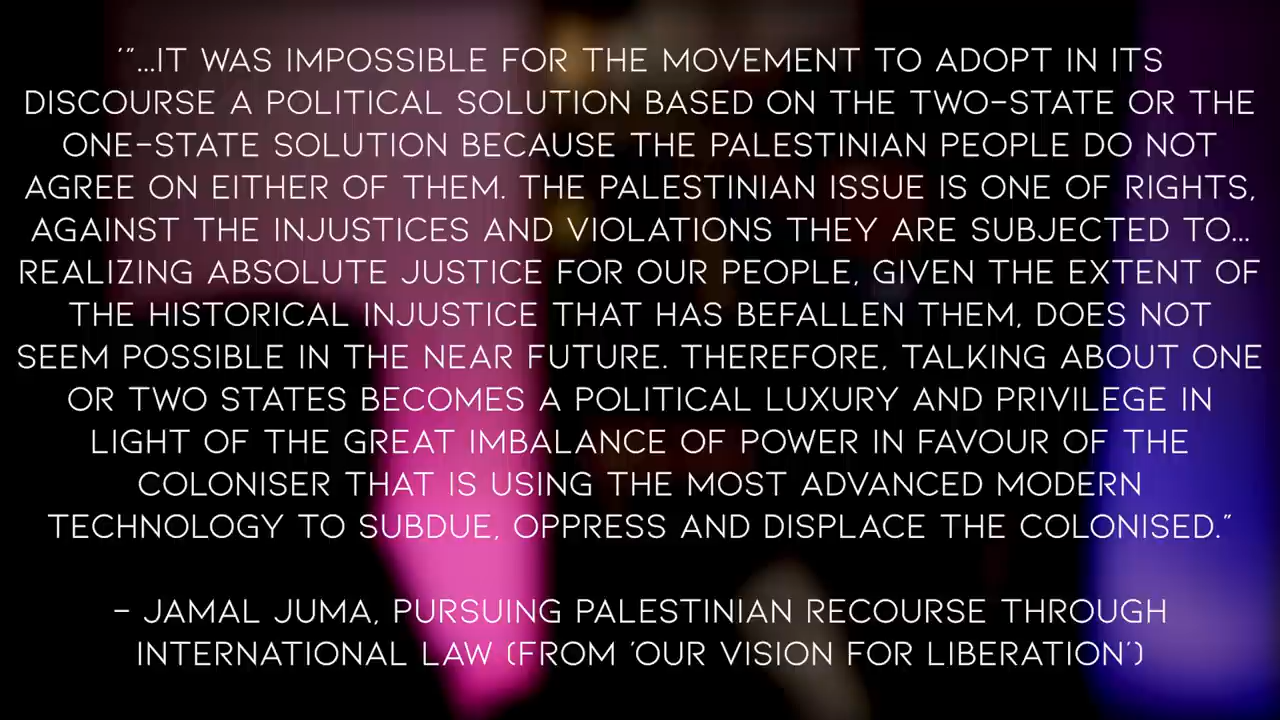 '"...IT WAS IMPOSSIBLE FOR THE MOVEMENT TO ADOPT IN ITS
DISCOURSE A POLITICAL SOLUTION BASED ON THE TWO-STATE OR THE
ONE-STATE SOLUTION BECAUSE THE PALESTINIAN PEOPLE DO NOT
AGREE ON EITHER OF THEM. THE PALESTINIAN ISSUE IS ONE OF RIGHTS,
AGAINST THE INJUSTICES AND VIOLATIONS THEY ARE SUBJECTED TO...
REALIZING ABSOLUTE JUSTICE FOR OUR PEOPLE, GIVEN THE EXTENT OF
THE HISTORICAL INJUSTICE THAT HAS BEFALLEN THEM, DOES NOT
SEEM POSSIBLE IN THE NEAR FUTURE. THEREFORE, TALKING ABOUT ONE
OR TWO STATES BECOMES A POLITICAL LUXURY AND PRIVILEGE IN
LIGHT OF THE GREAT IMBALANCE OF POWER IN FAVOUR OF THE
COLONISER THAT IS USING THE MOST ADVANCED MODERN
TECHNOLOGY TO SUBDUE, OPPRESS AND DISPLACE THE COLONISED."
- JAMAL JUMA, PURSUING PALESTINIAN RECOURSE THROUGH
INTERNATIONAL LAW (FROM 'OUR VISION FOR LIBERATION')